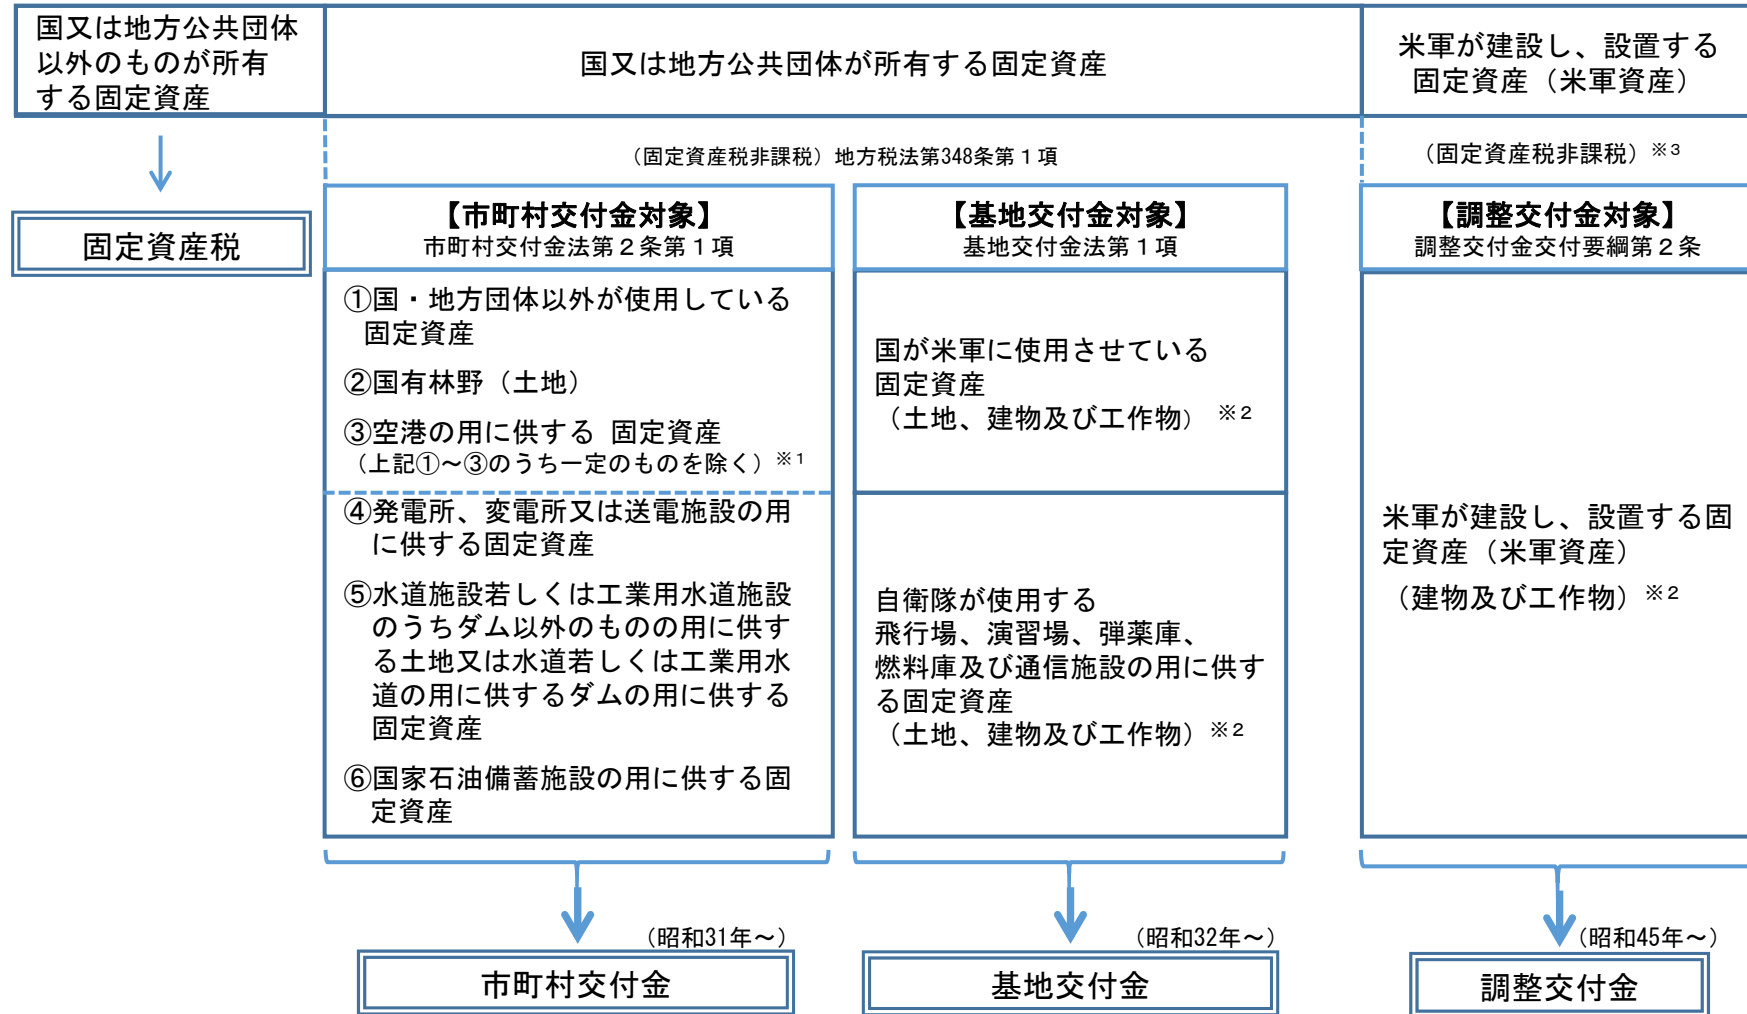 国又は地方公共団体
以外のものが所有
する固定資産
国又は地方公共団体が所有する固定資産
米軍が建設し、設置する
固定資産（米軍資産）
（固定資産税非課税）地方税法第348条第１項
（固定資産税非課税）※3
固定資産税
【市町村交付金対象】
市町村交付金法第２条第１項
①国・地方団体以外が使用している
固定資産
②国有林野（土地）
③空港の用に供する 固定資産
（上記①～③のうち一定のものを除く）※1
④発電所、変電所又は送電施設の用
に供する固定資産
⑤水道施設若しくは工業用水道施設
のうちダム以外のものの用に供す
る土地又は水道若しくは工業用水
道の用に供するダムの用に供する
固定資産
⑥国家石油備蓄施設の用に供する固
定資産
【基地交付金対象】
基地交付金法第１項
国が米軍に使用させている
固定資産
（土地、建物及び工作物） ※2
自衛隊が使用する
飛行場、演習場、弾薬庫、
燃料庫及び通信施設の用に供す
る固定資産
（土地、建物及び工作物）※2
【調整交付金対象】
調整交付金交付要綱第２条
米軍が建設し、設置する固
定資産（米軍資産）
（建物及び工作物）※2
（昭和31年～）
市町村交付金
（昭和32年～）
基地交付金
（昭和45年～）
調整交付金